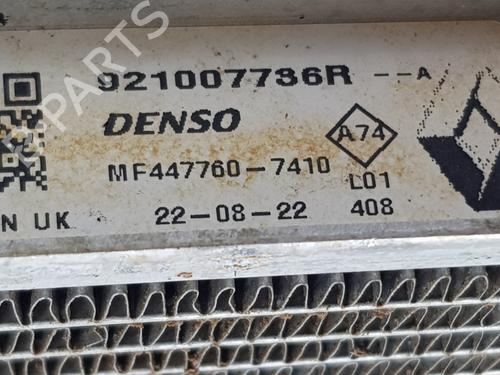 921007736R --A
DENSO
A74
MF447760-7410 L01
N UK 22-08-22 408